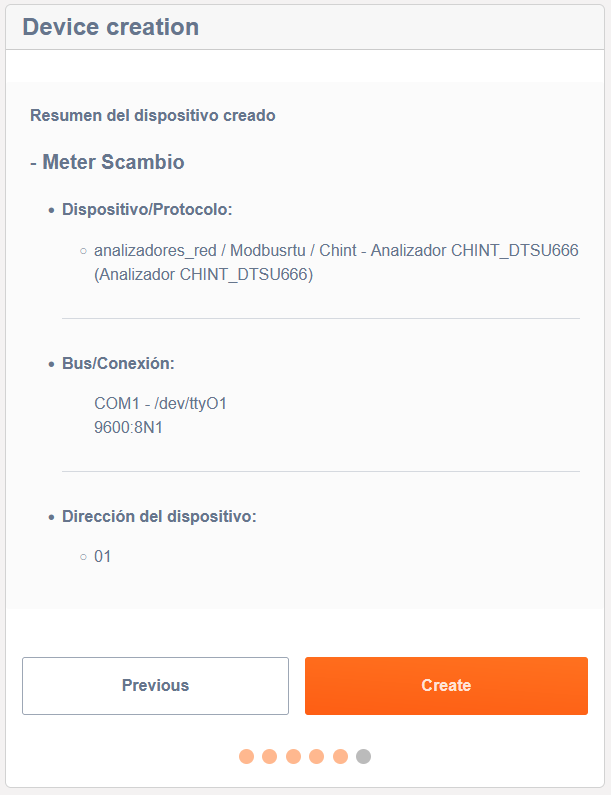 Device creation
Resumen del dispositivo creado
- Meter Scambio
Dispositivo/Protocolo:
analizadores_red / Modbusrtu / Chint - Analizador CHINT_DTSU666
(Analizador CHINT_DTSU666)
Bus/Conexión:
COM1 - /dev/ttyO1
9600:8N1
Dirección del dispositivo:
01
Previous
Create